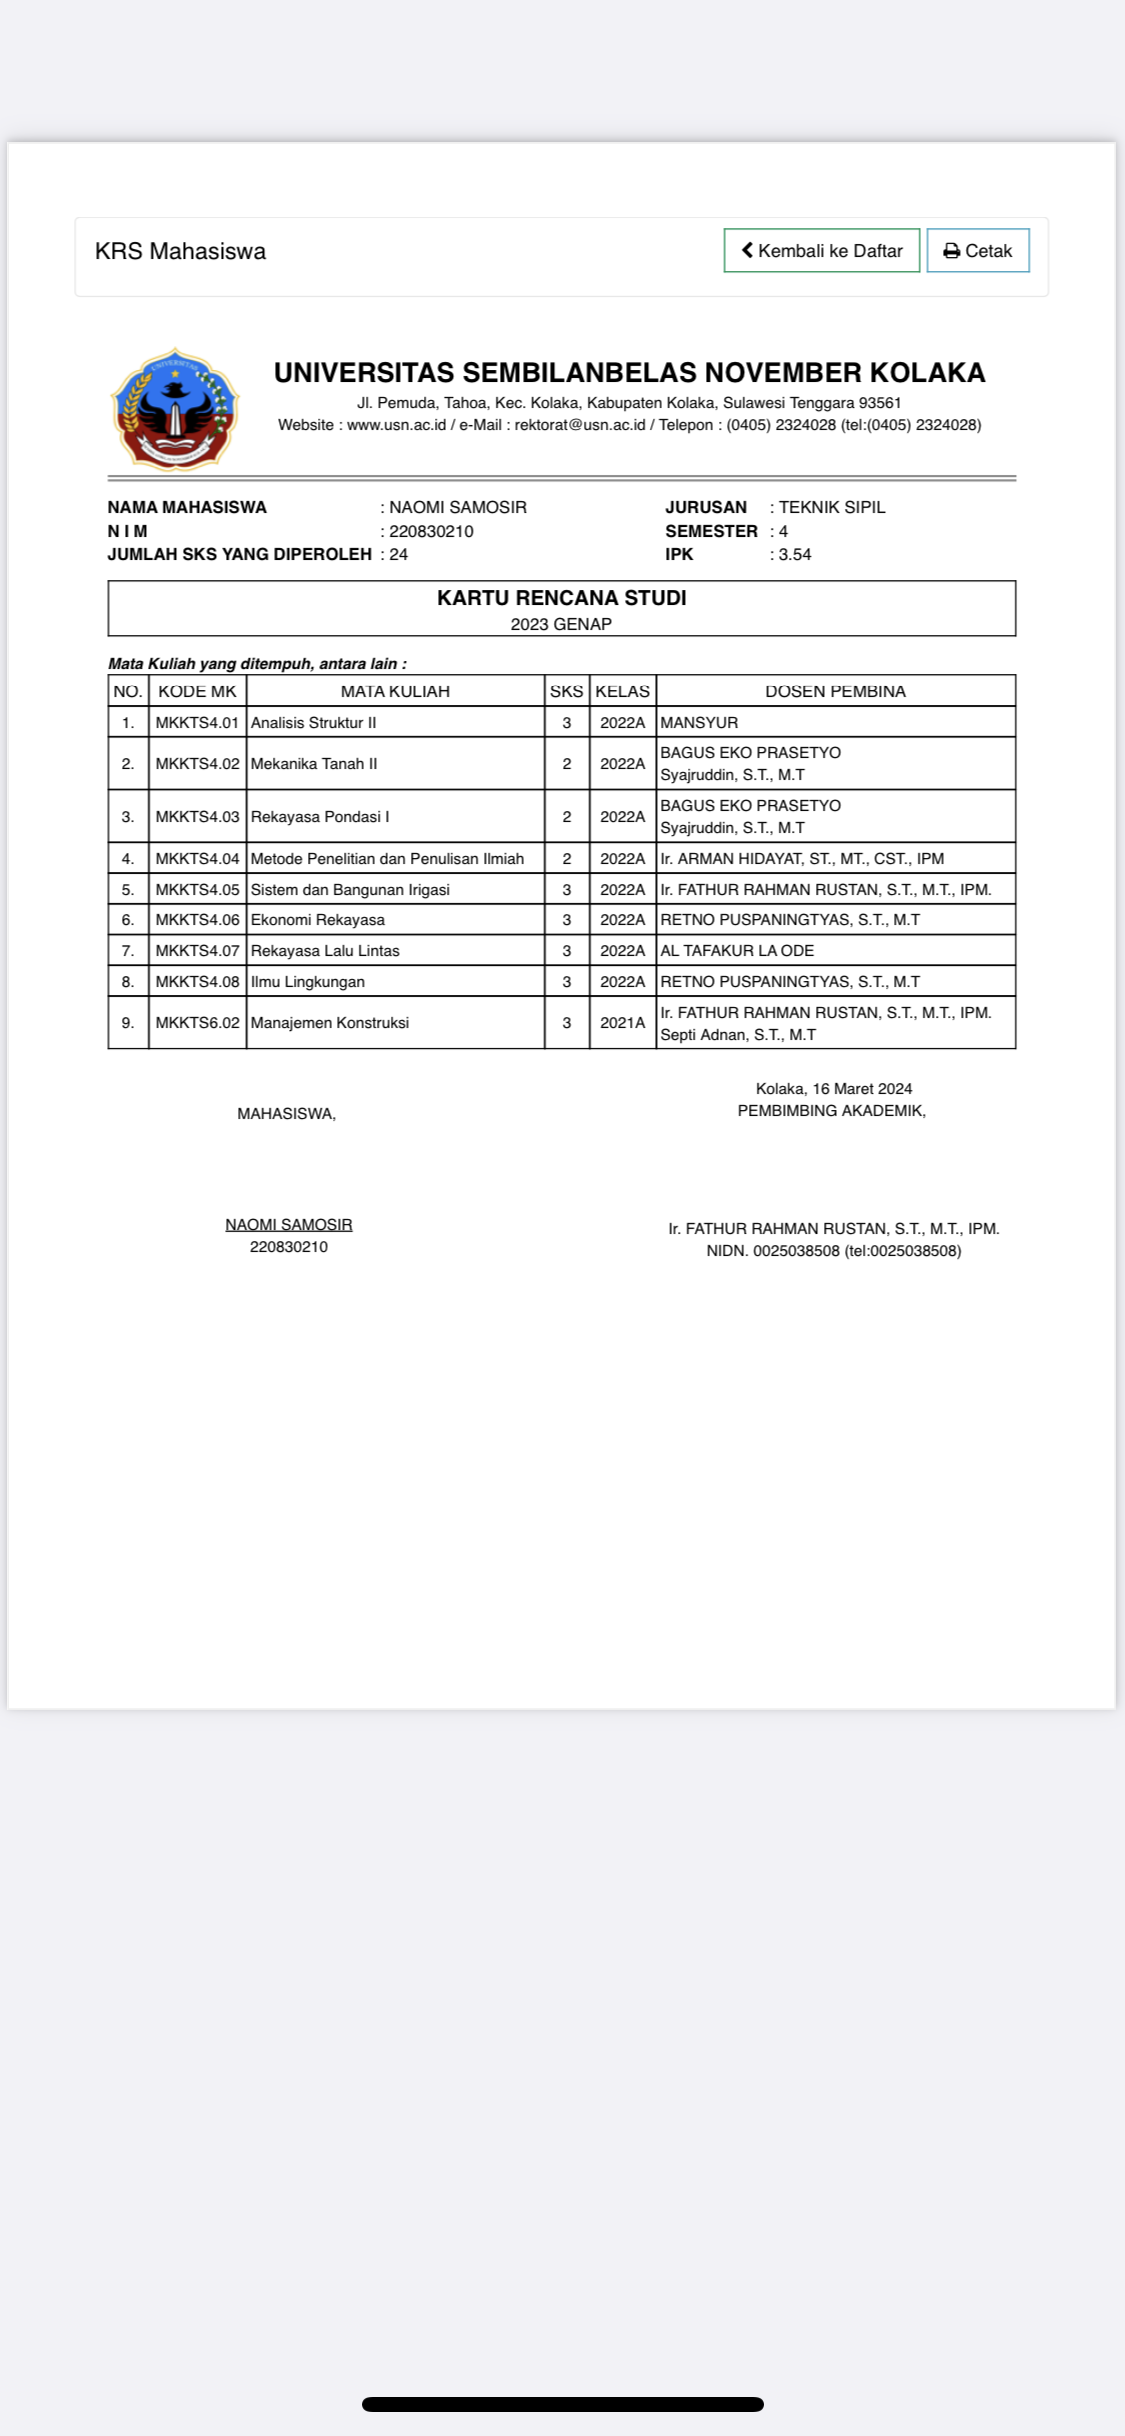 KRS Mahasiswa
Kembali ke Daftar
Cetak
UNIVERSITAS
UNIVERSITAS SEMBILANBELAS NOVEMBER KOLAKA
Jl. Pemuda, Tahoa, Kec. Kolaka, Kabupaten Kolaka, Sulawesi Tenggara 93561
Website : www.usn.ac.id / e-Mail : rektorat@usn.ac.id / Telepon : (0405) 2324028 (tel:(0405) 2324028)
NAMA MAHASISWA : NAOMI SAMOSIR JURUSAN : TEKNIK SIPIL
N I M : 220830210 SEMESTER : 4
JUMLAH SKS YANG DIPEROLEH : 24 IPK : 3.54
KARTU RENCANA STUDI
2023 GENAP
Mata Kuliah yang ditempuh, antara lain :
NO. KODE MK MATA KULIAH SKS KELAS DOSEN PEMBINA
1. MKKTS4.01 Analisis Struktur II 3 2022A MANSYUR
2. MKKTS4.02 Mekanika Tanah II 2 2022A BAGUS EKO PRASETYO
Syajruddin, S.T., M.T
3. MKKTS4.03 Rekayasa Pondasi I 2 2022A BAGUS EKO PRASETYO
Syajruddin, S.T., M.T
4. MKKTS4.04 Metode Penelitian dan Penulisan Ilmiah 2 2022A Ir. ARMAN HIDAYAT, ST., MT., CST., IPM
5. MKKTS4.05 Sistem dan Bangunan Irigasi 3 2022A Ir. FATHUR RAHMAN RUSTAN, S.T., M.T., IPM.
6. MKKTS4.06 Ekonomi Rekayasa 3 2022A RETNO PUSPANINGTYAS, S.T., M.T
7. MKKTS4.07 Rekayasa Lalu Lintas 3 2022A AL TAFAKUR LA ODE
8. MKKTS4.08 Ilmu Lingkungan 3 2022A RETNO PUSPANINGTYAS, S.T., M.T
9. MKKTS6.02 Manajemen Konstruksi 3 2021A Ir. FATHUR RAHMAN RUSTAN, S.T., M.T., IPM.
Septi Adnan, S.T., M.T
Kolaka, 16 Maret 2024
MAHASISWA,
PEMBIMBING AKADEMIK,
NAOMI SAMOSIR
220830210
Ir. FATHUR RAHMAN RUSTAN, S.T., M.T., IPM.
NIDN. 0025038508 (tel:0025038508)